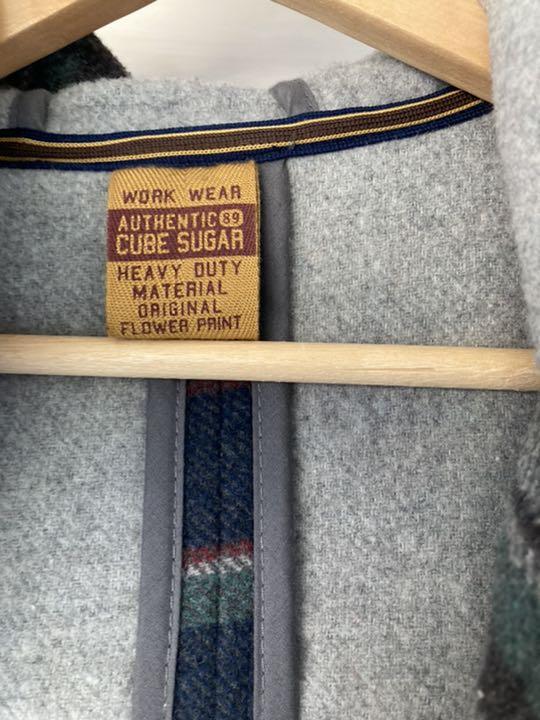 WORK WEAR
AUTHENTIC 89
CUBE SUGAR
HEAVY DUTY
MATERIAL
ORIGINAL
FLOWER PRINT